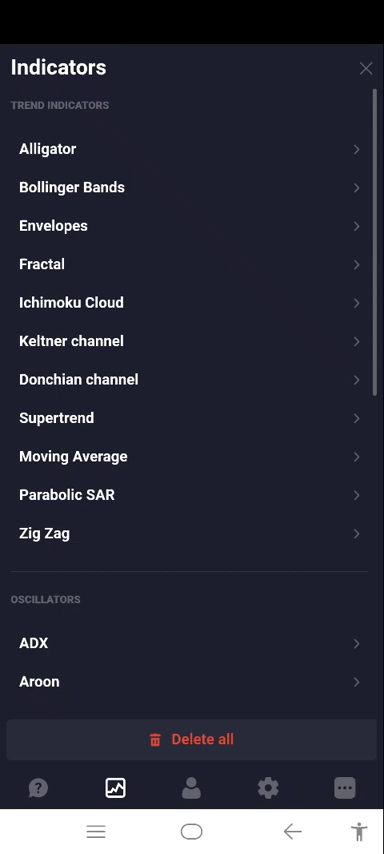 Indicators
TREND INDICATORS
Alligator
Bollinger Bands
Envelopes
Fractal
Ichimoku Cloud
Keltner channel
Donchian channel
Supertrend
Moving Average
Parabolic SAR
Zig Zag
OSCILLATORS
ADX
Aroon
Delete all